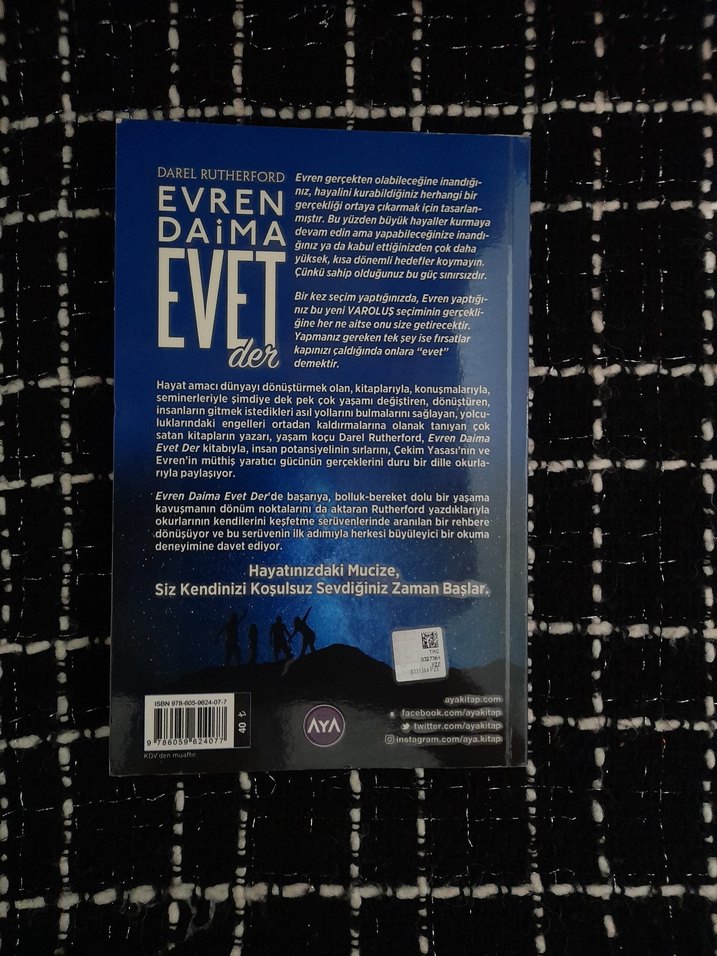 DAREL RUTHERFORD
EVREN
DAiMA
EVET
der
Evren gerçekten olabileceğine inandığı-
nız, hayalini kurabildiğiniz herhangi bir
gerçekliği ortaya çıkarmak için tasarlan-
mıştır. Bu yüzden büyük hayaller kurmaya
devam edin ama yapabileceğinize inandı-
ğınız ya da kabul ettiğinizden çok daha
yüksek, kısa dönemli hedefler koymayın.
Çünkü sahip olduğunuz bu güç sınırsızdır.
Bir kez seçim yaptığınızda, Evren yaptığı-
nız bu yeni VAROLUŞ seçiminin gerçekli-
ğine her ne aitse onu size getirecektir.
Yapmanız gereken tek şey ise fırsatlar
kapınızı çaldığında onlara “evet”
demektir.
Hayat amacı dünyayı dönüştürmek olan, kitaplarıyla, konuşmalarıyla,
seminerleriyle şimdiye dek pek çok yaşamı değiştiren, dönüştüren,
insanların gitmek istedikleri asıl yollarını bulmalarını sağlayan, yolcu-
luklarındaki engelleri ortadan kaldırmalarına olanak tanıyan çok
satan kitapların yazarı, yaşam koçu Darel Rutherford, Evren Daima
Evet Der kitabıyla, insan potansiyelinin sırlarını, Çekim Yasası’nın ve
Evren’in müthiş yaratıcı gücünün gerçeklerini duru bir dille okurla-
rıyla paylaşıyor.
Evren Daima Evet Der’de başarıya, bolluk-bereket dolu bir yaşama
kavuşmanın dönüm noktalarını da aktaran Rutherford yazdıklarıyla
okurlarının kendilerini keşfetme serüvenlerinde aranılan bir rehbere
dönüşüyor ve bu serüvenin ilk adımıyla herkesi büyüleyici bir okuma
deneyimine davet ediyor.
Hayatınızdaki Mucize,
Siz Kendinizi Koşulsuz Sevdiğiniz Zaman Başlar.
ISBN 978-605-9624-07-7
9 786059 624077
40 ₺
KDV'den muaftır.
AYA
0327364
ayakitap.com
facebook.com/ayakitap
twitter.com/ayakitap
instagram.com/aya.kitap